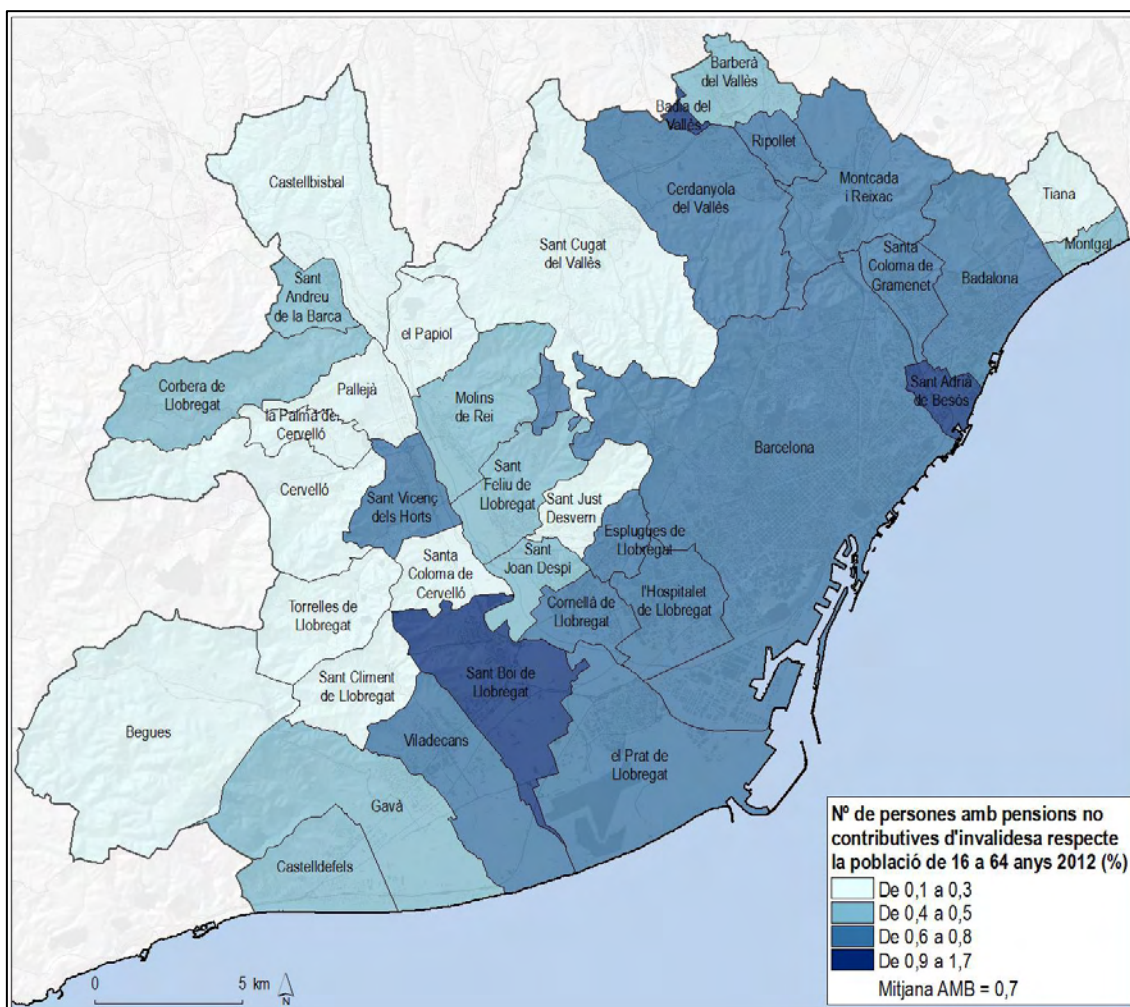 Barberà
del Vallès
Badia del
Vallès
Ripollet
Castellbisbal
Cerdanyola
del Vallès
Montcada
i Reixac
Tiana
Sant Cugat
del Vallès
Montgat
Santa
Coloma de
Gramenet
Badalona
Sant
Andreu
de la Barca
el Papiol
Corbera de
Llobregat
Pallejà
Molins
de Rei
Sant Adrià
de Besòs
la Palma de
Cervelló
Barcelona
Cervelló
Sant Vicenç
dels Horts
Sant
Feliu de
Llobregat
Sant Just
Desvern
Esplugues de
Llobregat
Santa
Coloma de
Cervelló
Sant
Joan Despí
Torrelles de
Llobregat
Cornellà de
Llobregat
l'Hospitalet
de Llobregat
Sant Climent
de Llobregat
Sant Boi de
Llobregat
Begues
Viladecans
el Prat de
Llobregat
Gavà
Castelldefels
Nº de persones amb pensions no
contributives d'invalidesa respecte
la població de 16 a 64 anys 2012 (%)
De 0,1 a 0,3
De 0,4 a 0,5
De 0,6 a 0,8
De 0,9 a 1,7
Mitjana AMB = 0,7
0 5 km
N